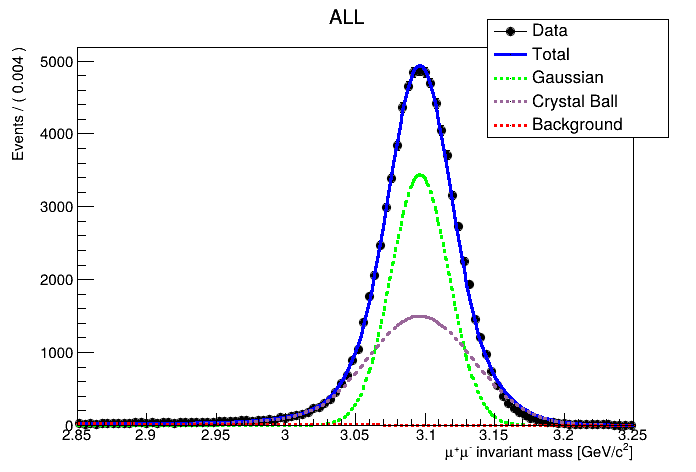 ALL
Data
Total
Gaussian
Crystal Ball
Background
Events / ( 0.004 )
5000
4000
3000
2000
1000
0
2.85 2.9 2.95 3 3.05 3.1 3.15 3.2 3.25
μ⁺μ⁻ invariant mass [GeV/c²]